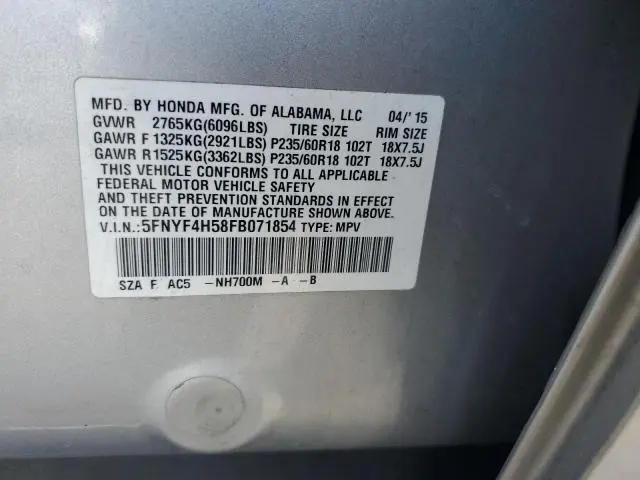 MFD. BY HONDA MFG. OF ALABAMA, LLC 04/'15
GVWR 2765KG(6096LBS) TIRE SIZE RIM SIZE
GAWR F 1325KG(2921LBS) P235/60R18 102T 18X7.5J
GAWR R1525KG(3362LBS) P235/60R18 102T 18X7.5J
THIS VEHICLE CONFORMS TO ALL APPLICABLE
FEDERAL MOTOR VEHICLE SAFETY
AND THEFT PREVENTION STANDARDS IN EFFECT
ON THE DATE OF MANUFACTURE SHOWN ABOVE.
V.I.N.:5FNYF4H58FB071854 TYPE: MPV
SZA F AC5 -NH700M -A -B